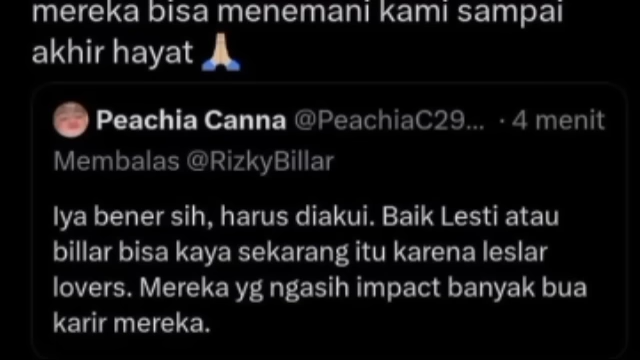 mereka bisa menemani kami sampai
akhir hayat 🙏🏼
Peachia Canna @PeachiaC29... · 4 menit
Membalas @RizkyBillar
Iya bener sih, harus diakui. Baik Lesti atau
billar bisa kaya sekarang itu karena leslar
lovers. Mereka yg ngasih impact banyak bua
karir mereka.